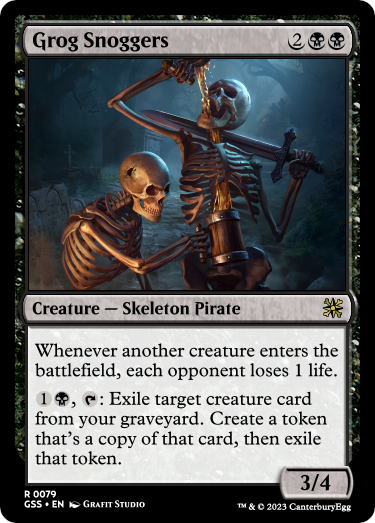 Grog Snoggers 2
Creature — Skeleton Pirate
Whenever another creature enters the
battlefield, each opponent loses 1 life.
1 , : Exile target creature card
from your graveyard. Create a token
that's a copy of that card, then exile
that token.
3/4
R 0079
GSS • EN Grafit Studio
™ & © 2023 CanterburyEgg